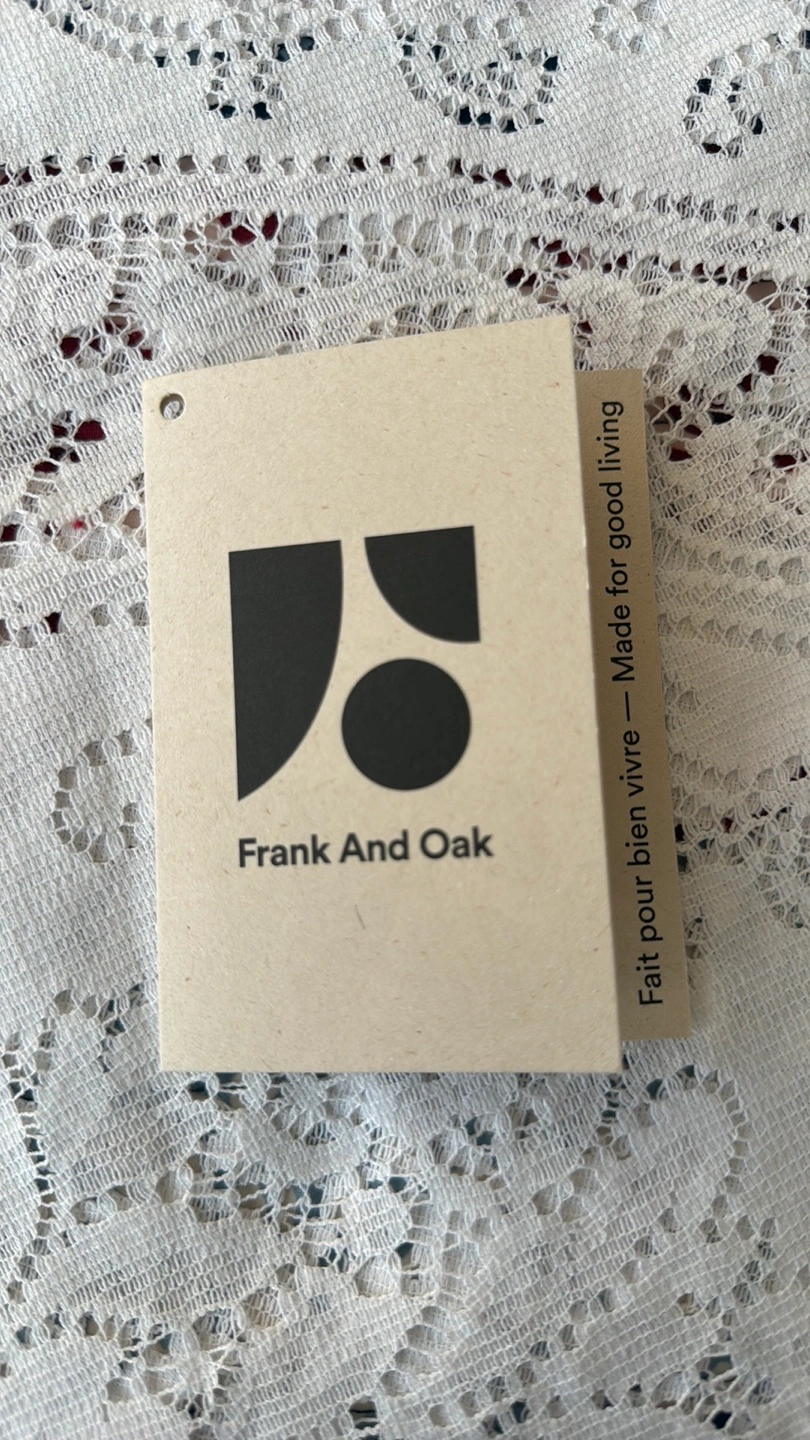 Frank And Oak
Fait pour bien vivre — Made for good living